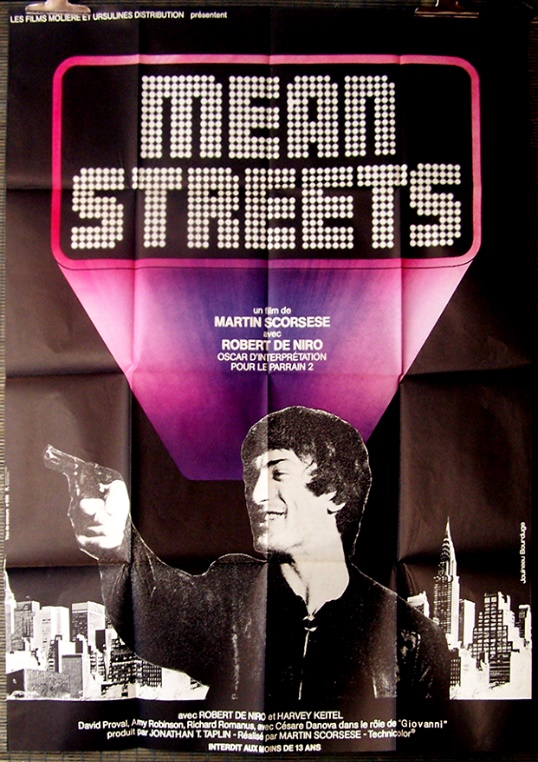 LES FILMS MOLIERE ET URSULINES DISTRIBUTION présentent
MEAN
STREETS
un film de
MARTIN SCORSESE
avec
ROBERT DE NIRO
OSCAR D'INTERPRÉTATION
POUR LE PARRAIN 2
Jouineau Bourduge
avec ROBERT DE NIRO et HARVEY KEITEL
David Proval, Amy Robinson, Richard Romanus, avec Césare Danova dans le rôle de "Giovanni"
produit par JONATHAN T. TAPLIN - Réalisé par MARTIN SCORSESE - Technicolor®
INTERDIT AUX MOINS DE 13 ANS